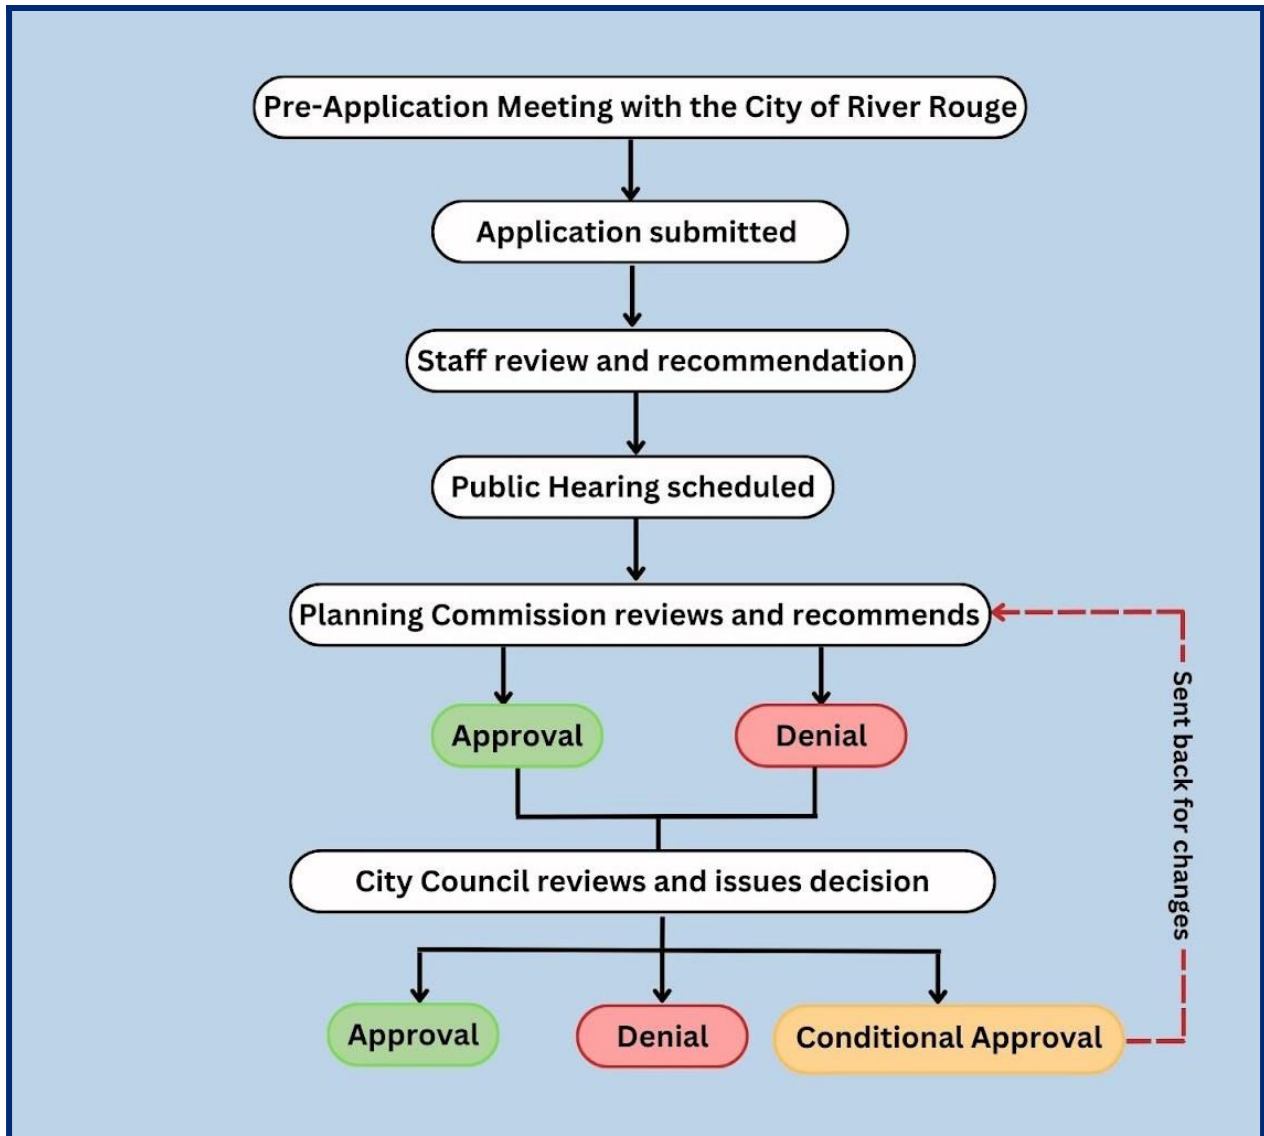 Pre-Application Meeting with the City of River Rouge
Application submitted
Staff review and recommendation
Public Hearing scheduled
Planning Commission reviews and recommends
Approval
Denial
Sent back for changes
City Council reviews and issues decision
Approval
Denial
Conditional Approval